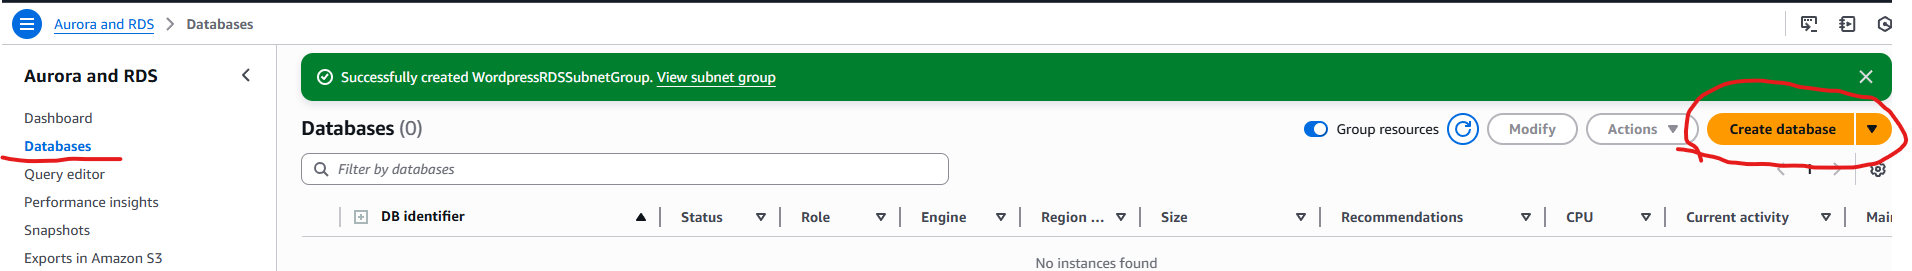 Aurora and RDS > Databases
Aurora and RDS
Successfully created WordpressRDSSubnetGroup. View subnet group
Dashboard
Databases
Query editor
Performance insights
Snapshots
Exports in Amazon S3
Databases (0)
Group resources
Modify
Actions
Create database
Filter by databases
1
DB identifier
Status
Role
Engine
Region ...
Size
Recommendations
CPU
Current activity
Mai
No instances found